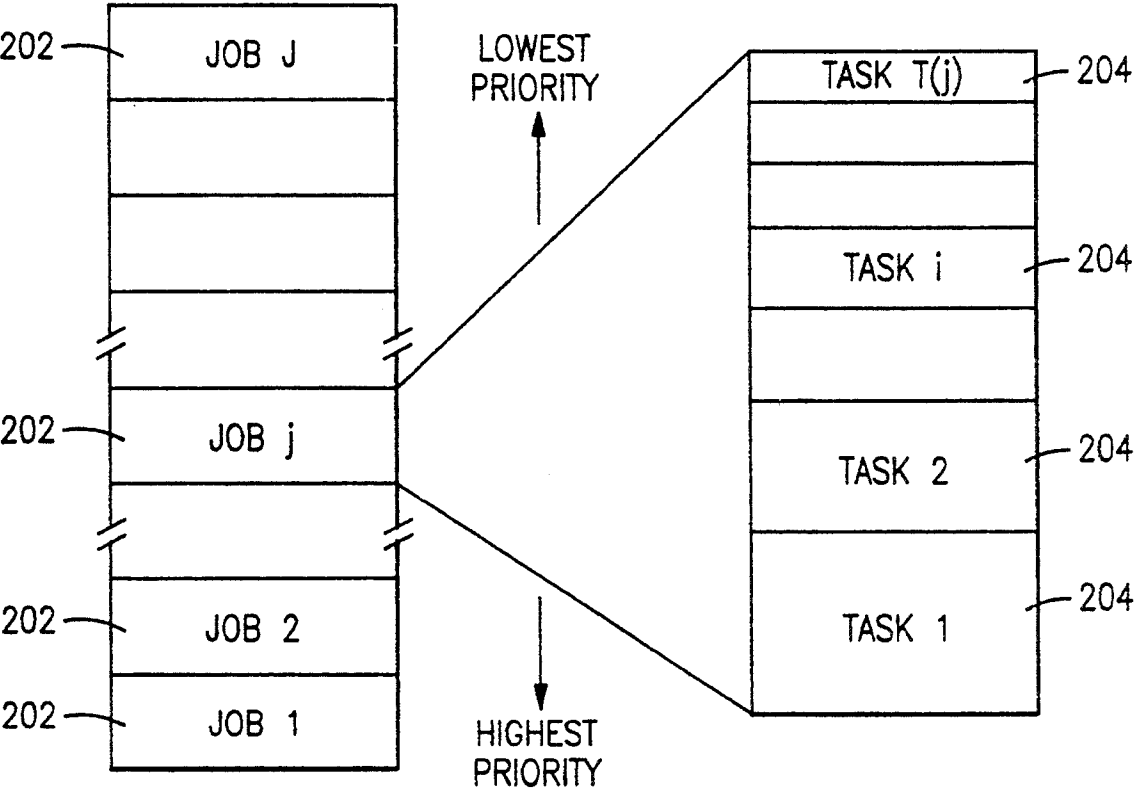 202
JOB J
LOWEST
PRIORITY
TASK T(j)
204
TASK i
204
202
JOB j
TASK 2
204
202
JOB 2
TASK 1
204
202
JOB 1
HIGHEST
PRIORITY